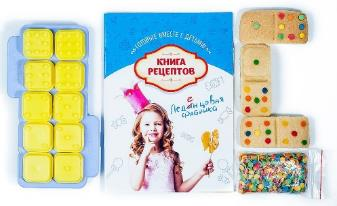 ГОТОВИМ ВМЕСТЕ С ДЕТЬМИ!
КНИГА
РЕЦЕПТОВ
с
Леденцовая
фабрика